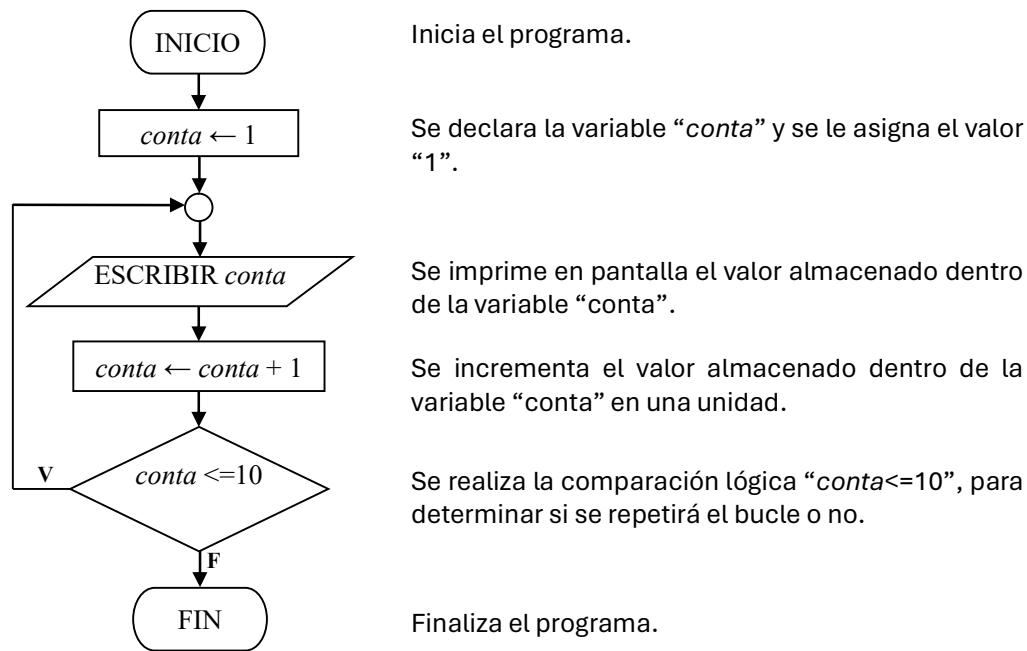 INICIO
Inicia el programa.
conta ← 1
Se declara la variable “conta” y se le asigna el valor
“1”.
ESCRIBIR conta
Se imprime en pantalla el valor almacenado dentro
de la variable “conta”.
conta ← conta + 1
Se incrementa el valor almacenado dentro de la
variable “conta” en una unidad.
V
conta <=10
Se realiza la comparación lógica “conta<=10”, para
determinar si se repetirá el bucle o no.
F
FIN
Finaliza el programa.